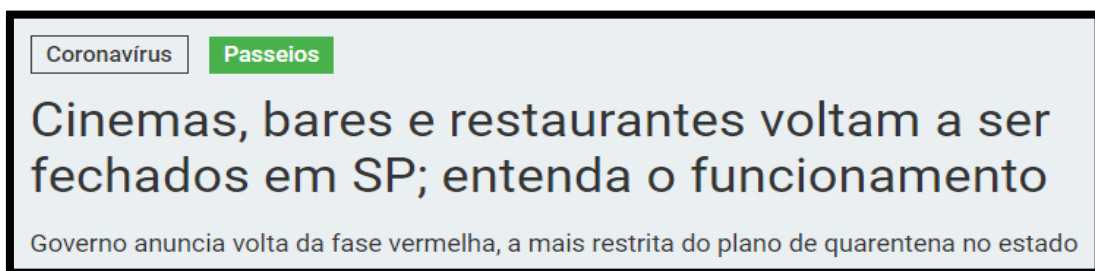 Coronavírus Passeios
Cinemas, bares e restaurantes voltam a ser
fechados em SP; entenda o funcionamento
Governo anuncia volta da fase vermelha, a mais restrita do plano de quarentena no estado